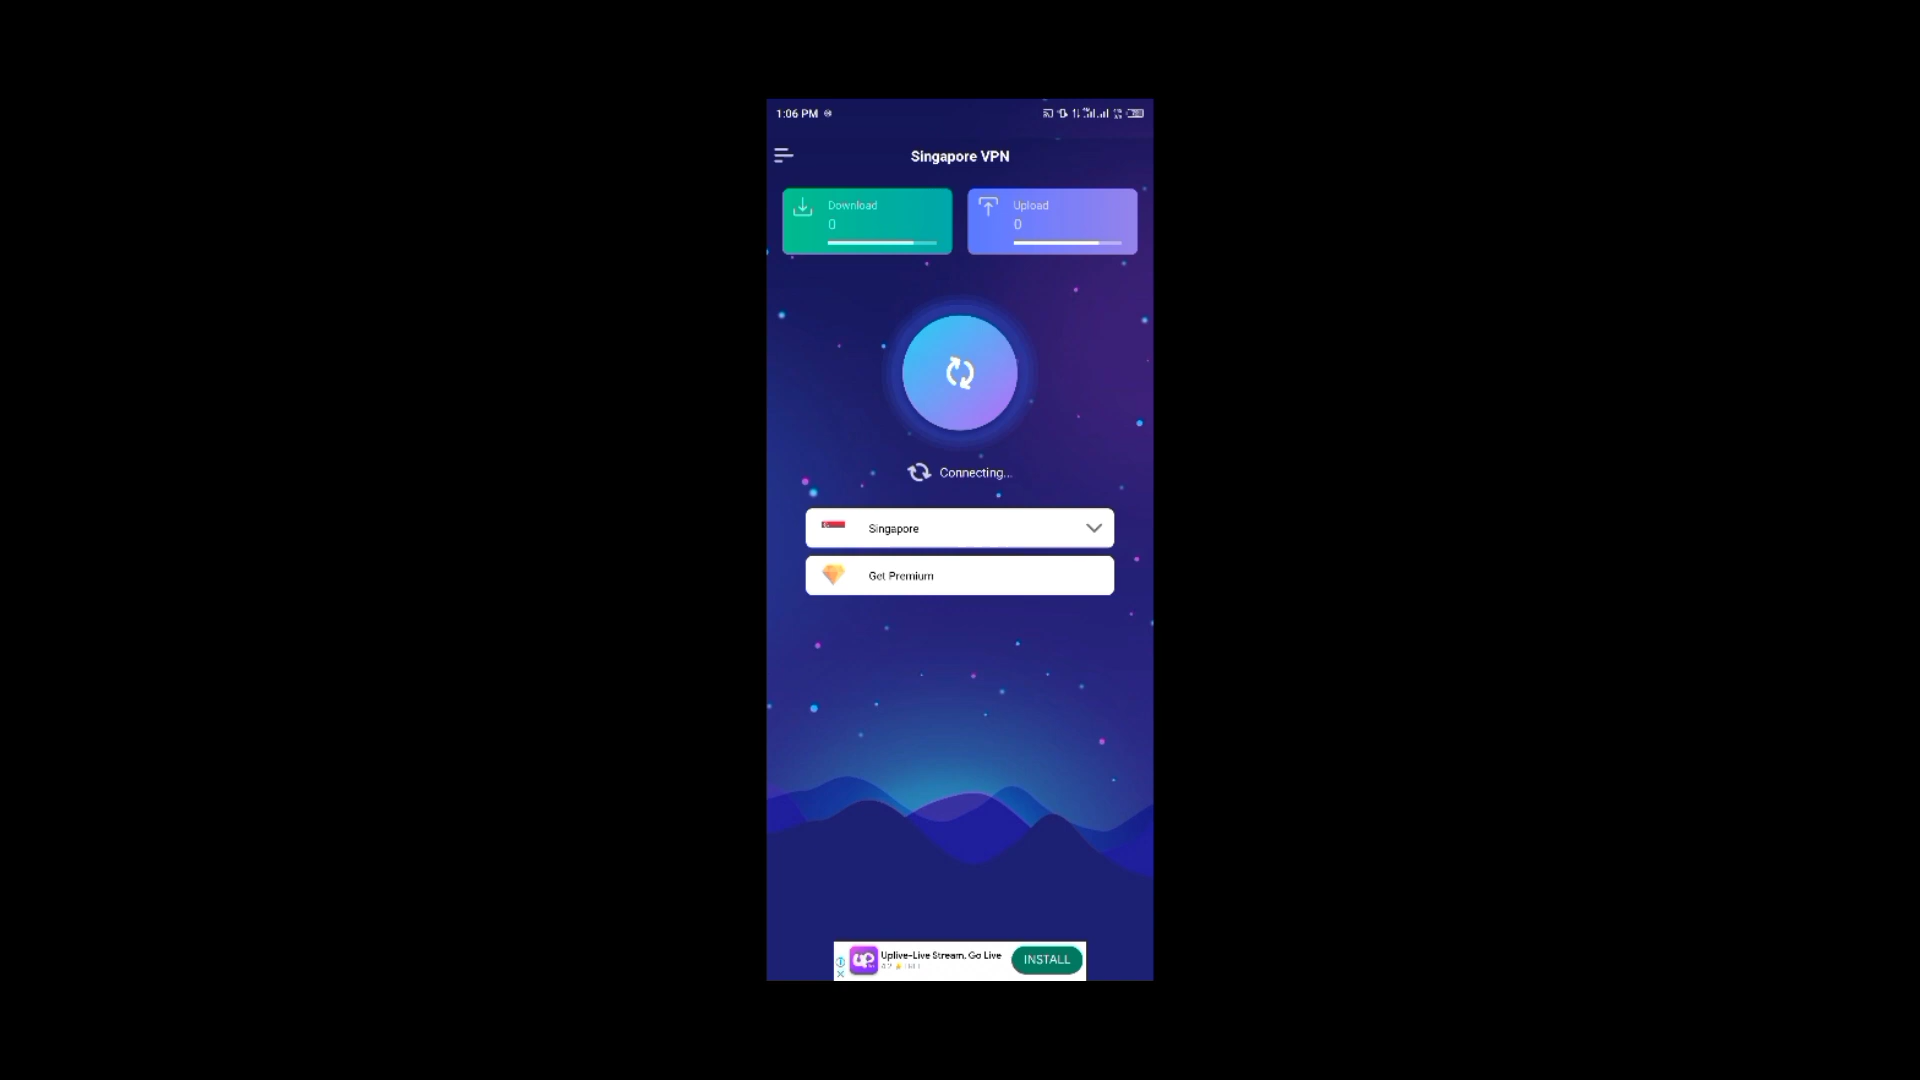 1:06 PM
Singapore VPN
Download
0
Upload
0
Connecting...
Singapore
Get Premium
Uplive-Live Stream, Go Live
INSTALL